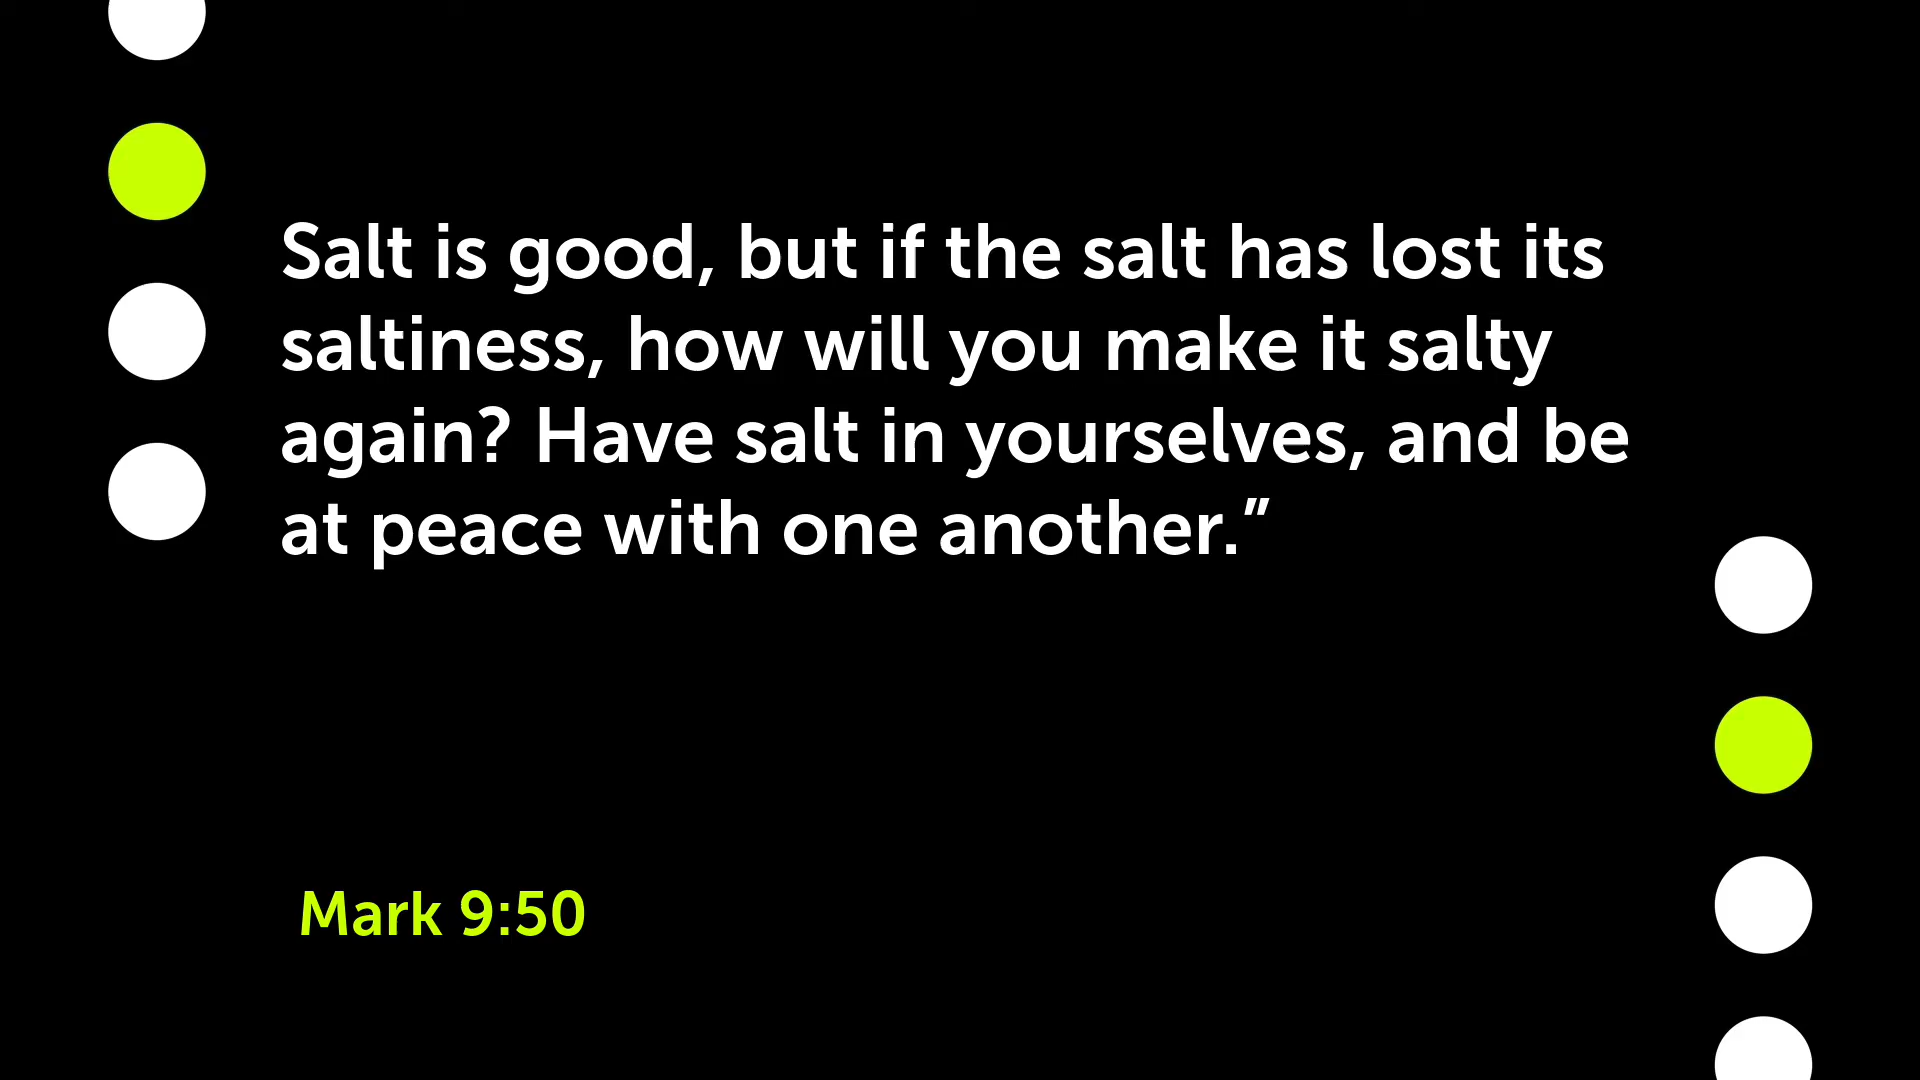 Salt is good, but if the salt has lost its
saltiness, how will you make it salty
again? Have salt in yourselves, and be
at peace with one another.”
Mark 9:50